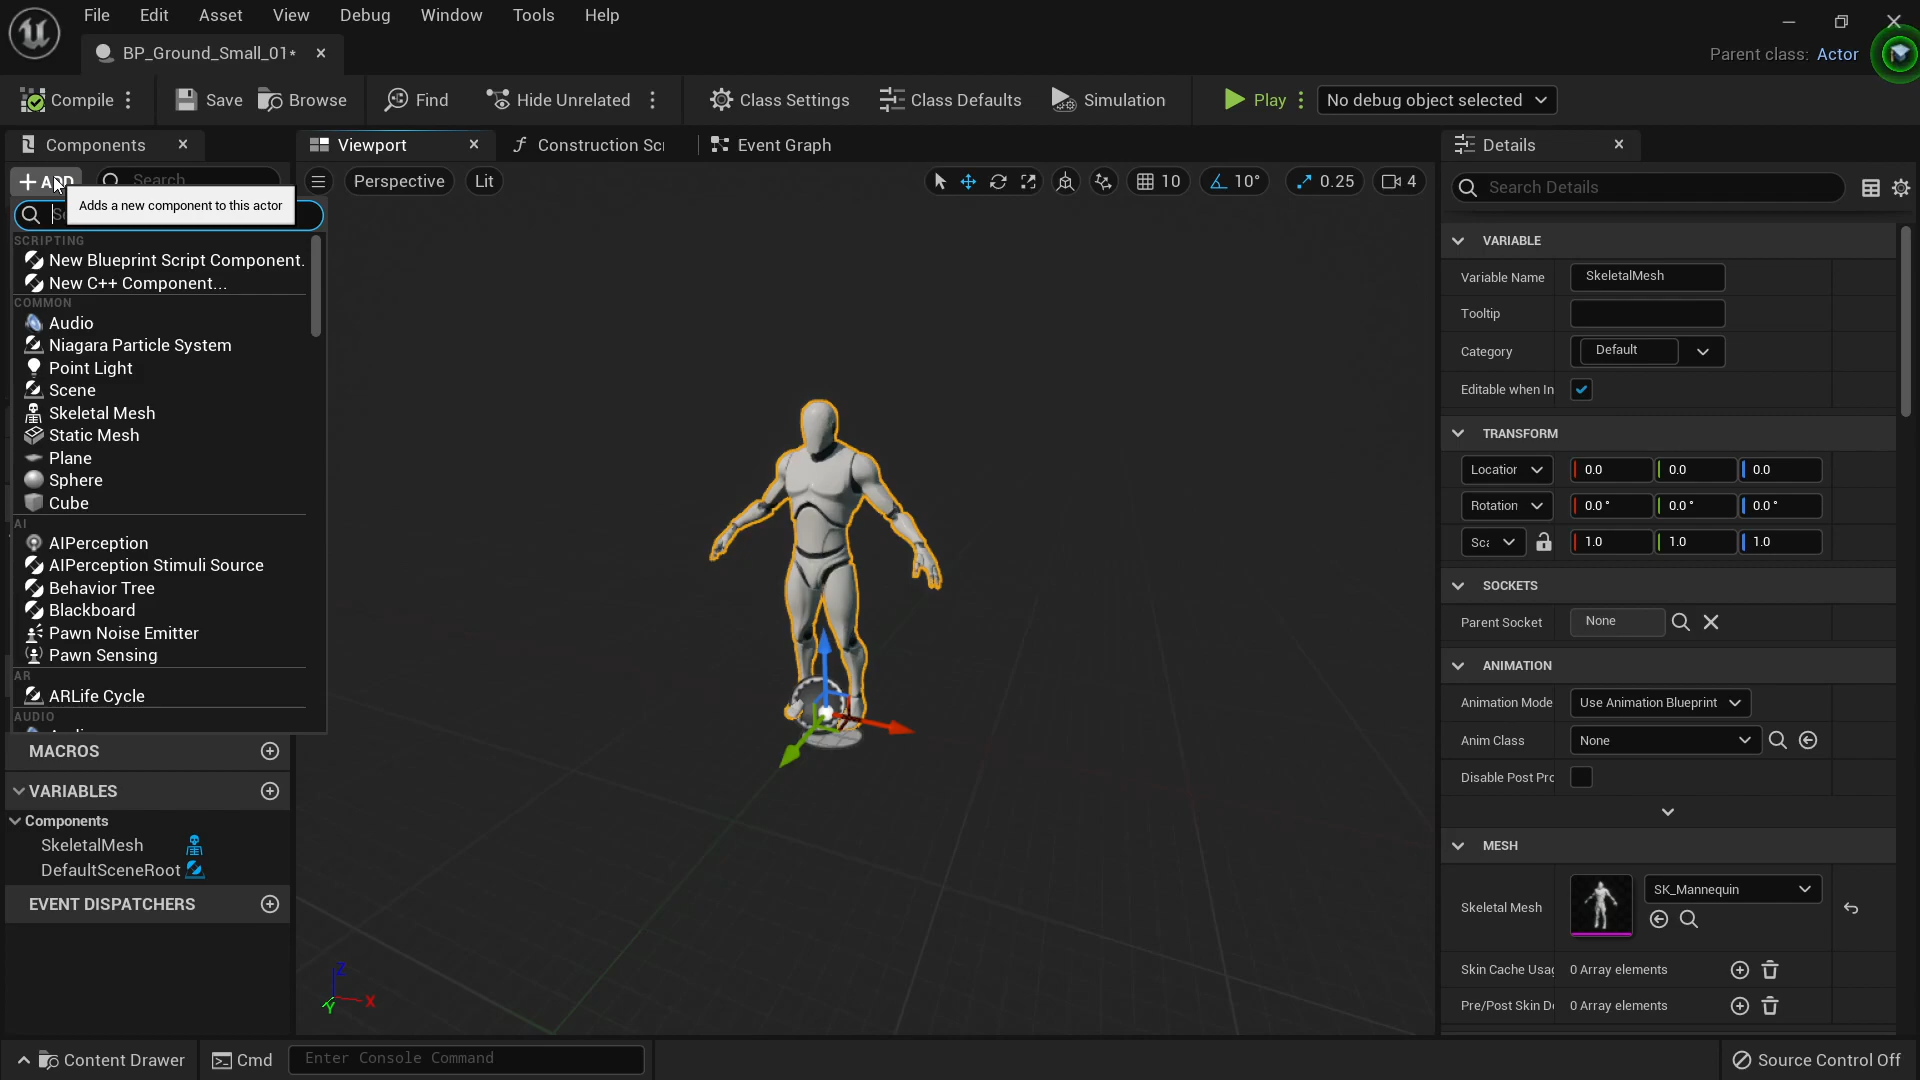 File Edit Asset View Debug Window Tools Help
BP_Ground_Small_01*
Parent class: Actor
Compile Save Browse Find Hide Unrelated Class Settings Class Defaults Simulation Play No debug object selected
Components Viewport Construction Sc Event Graph Details
ADD Search Perspective Lit 10 10° 0.25 4 Search Details
Adds a new component to this actor
SCRIPTING
New Blueprint Script Component.
New C++ Component...
COMMON
Audio
Niagara Particle System
Point Light
Scene
Skeletal Mesh
Static Mesh
Plane
Sphere
Cube
AI
AIPerception
AIPerception Stimuli Source
Behavior Tree
Blackboard
Pawn Noise Emitter
Pawn Sensing
AR
ARLife Cycle
AUDIO
MACROS
VARIABLES
Components
SkeletalMesh
DefaultSceneRoot
EVENT DISPATCHERS
Z
X
Y
VARIABLE
Variable Name SkeletalMesh
Tooltip
Category Default
Editable when In
TRANSFORM
Location 0.0 0.0 0.0
Rotation 0.0° 0.0° 0.0°
Sca 1.0 1.0 1.0
SOCKETS
Parent Socket None
ANIMATION
Animation Mode Use Animation Blueprint
Anim Class None
Disable Post Prc
MESH
Skeletal Mesh SK_Mannequin
Skin Cache Usag 0 Array elements
Pre/Post Skin D 0 Array elements
Content Drawer Cmd Enter Console Command Source Control Off